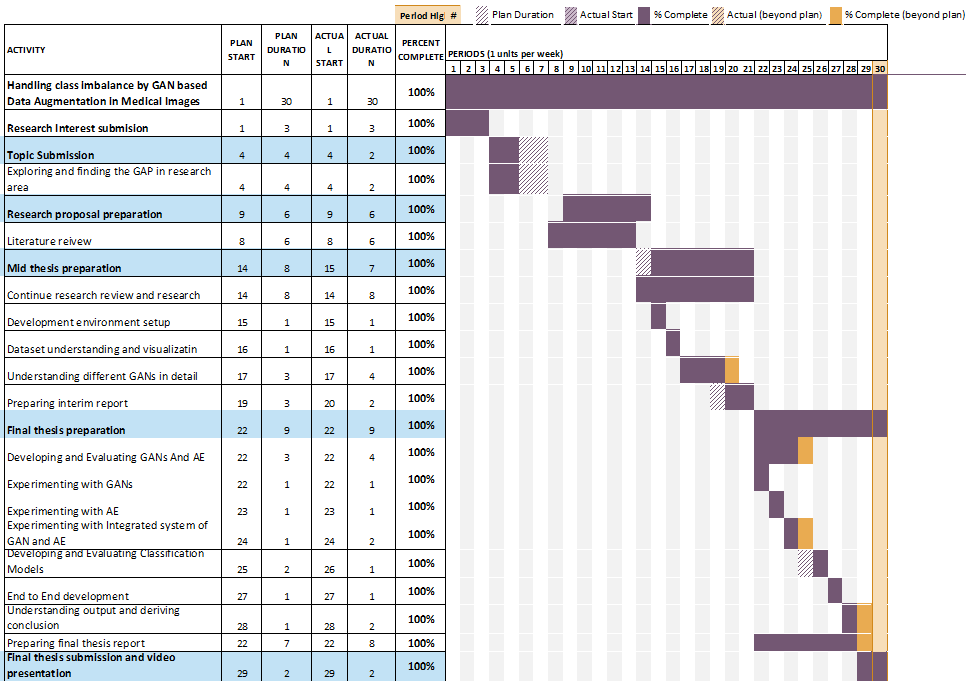 Period Hig # Plan Duration Actual Start % Complete Actual (beyond plan) % Complete (beyond plan)
ACTIVITY PLAN START PLAN DURATIO N ACTUA L START ACTUAL DURATIO N PERCENT COMPLETE PERIODS (1 units per week)
1 2 3 4 5 6 7 8 9 10 11 12 13 14 15 16 17 18 19 20 21 22 23 24 25 26 27 28 29 30
Handling class imbalance by GAN based
Data Augmentation in Medical Images 1 30 1 30 100%
Research Interest submision 1 3 1 3 100%
Topic Submission 4 4 4 2 100%
Exploring and finding the GAP in research
area 4 4 4 2 100%
Research proposal preparation 9 6 9 6 100%
Literature reivew 8 6 8 6 100%
Mid thesis preparation 14 8 15 7 100%
Continue research review and research 14 8 14 8 100%
Development environment setup 15 1 15 1 100%
Dataset understanding and visualizatin 16 1 16 1 100%
Understanding different GANs in detail 17 3 17 4 100%
Preparing interim report 19 3 20 2 100%
Final thesis preparation 22 9 22 9 100%
Developing and Evaluating GANs And AE 22 3 22 4 100%
Experimenting with GANs 22 1 22 1 100%
Experimenting with AE 23 1 23 1 100%
Experimenting with Integrated system of
GAN and AE 24 1 24 2 100%
Developing and Evaluating Classification
Models 25 2 26 1 100%
End to End development 27 1 27 1 100%
Understanding output and deriving
conclusion 28 1 28 2 100%
Preparing final thesis report 22 7 22 8 100%
Final thesis submission and video
presentation 29 2 29 2 100%